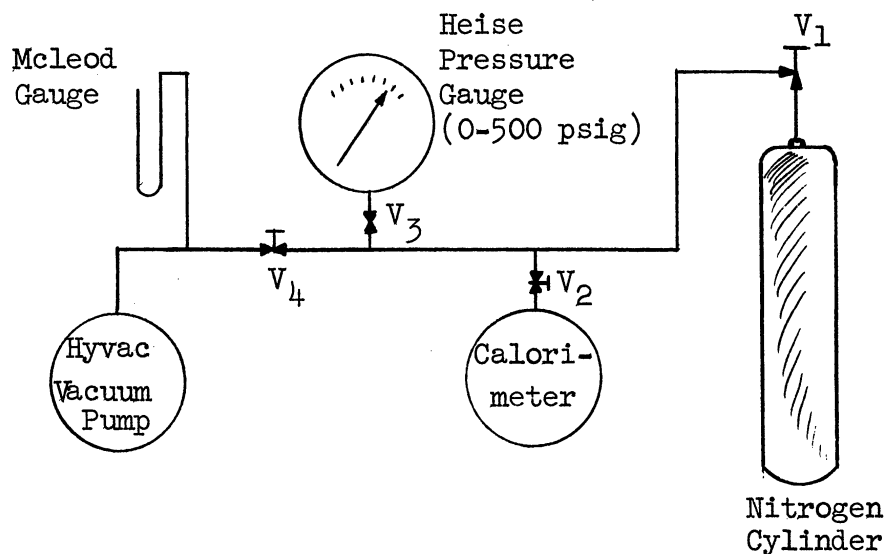 Mcleod
Gauge
Heise
Pressure
Gauge
(0-500 psig)
V1
V3
V4
V2
Hyvac
Vacuum
Pump
Calori-
meter
Nitrogen
Cylinder